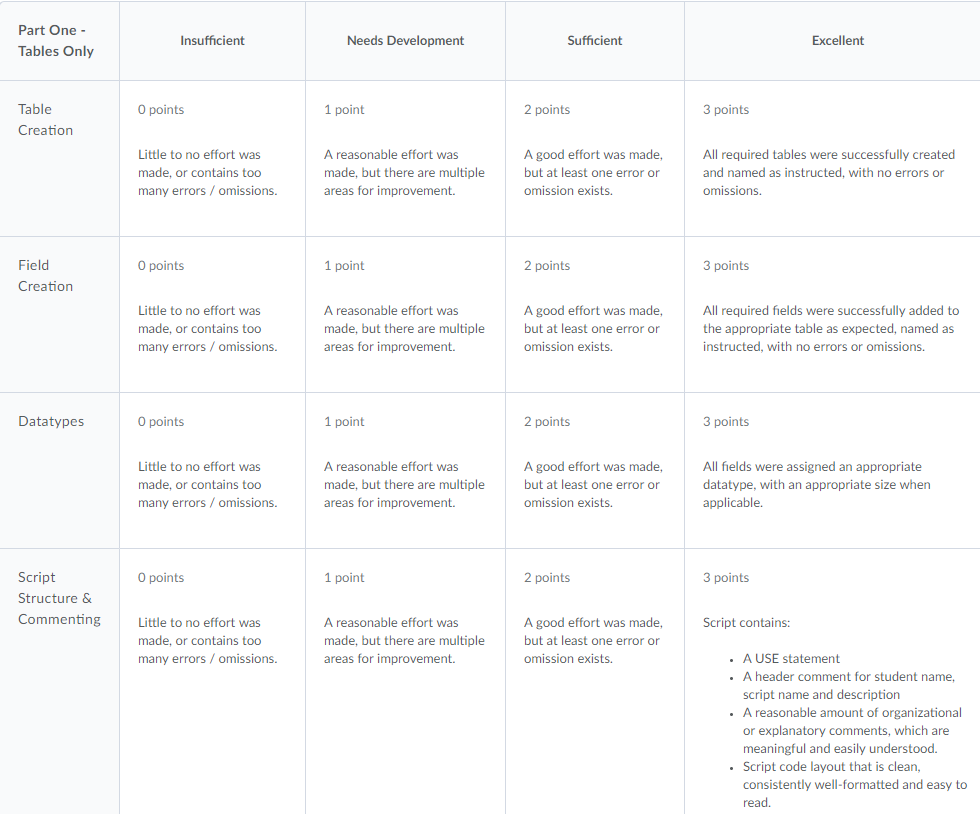 Part One -
Tables Only
Insufficient
Needs Development
Sufficient
Excellent
Table
Creation
0 points
Little to no effort was
made, or contains too
many errors / omissions.
1 point
A reasonable effort was
made, but there are multiple
areas for improvement.
2 points
A good effort was made,
but at least one error or
omission exists.
3 points
All required tables were successfully created
and named as instructed, with no errors or
omissions.
Field
Creation
0 points
Little to no effort was
made, or contains too
many errors / omissions.
1 point
A reasonable effort was
made, but there are multiple
areas for improvement.
2 points
A good effort was made,
but at least one error or
omission exists.
3 points
All required fields were successfully added to
the appropriate table as expected, named as
instructed, with no errors or omissions.
Datatypes
0 points
Little to no effort was
made, or contains too
many errors / omissions.
1 point
A reasonable effort was
made, but there are multiple
areas for improvement.
2 points
A good effort was made,
but at least one error or
omission exists.
3 points
All fields were assigned an appropriate
datatype, with an appropriate size when
applicable.
Script
Structure &
Commenting
0 points
Little to no effort was
made, or contains too
many errors / omissions.
1 point
A reasonable effort was
made, but there are multiple
areas for improvement.
2 points
A good effort was made,
but at least one error or
omission exists.
3 points
Script contains:
• A USE statement
• A header comment for student name,
script name and description
• A reasonable amount of organizational
or explanatory comments, which are
meaningful and easily understood.
• Script code layout that is clean,
consistently well-formatted and easy to
read.